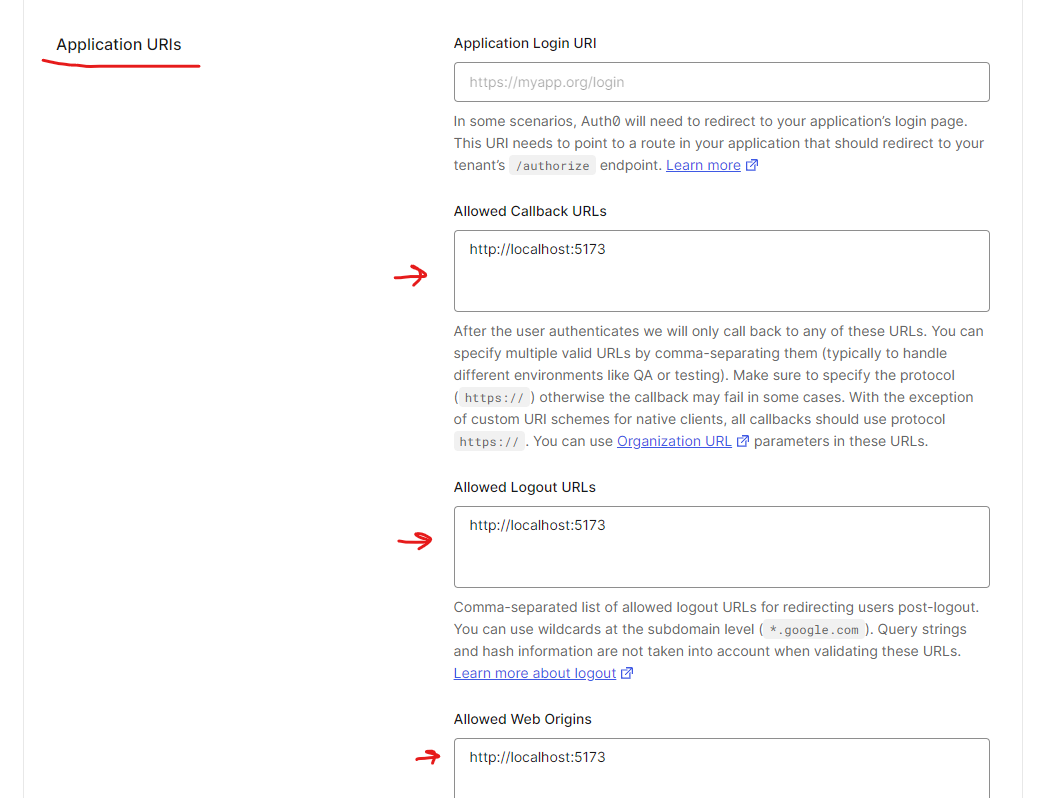 Application URIs
Application Login URI
https://myapp.org/login
In some scenarios, Auth0 will need to redirect to your application's login page.
This URI needs to point to a route in your application that should redirect to your
tenant's /authorize endpoint. Learn more
Allowed Callback URLs
http://localhost:5173
After the user authenticates we will only call back to any of these URLs. You can
specify multiple valid URLs by comma-separating them (typically to handle
different environments like QA or testing). Make sure to specify the protocol
(https://) otherwise the callback may fail in some cases. With the exception
of custom URI schemes for native clients, all callbacks should use protocol
https://. You can use Organization URL parameters in these URLs.
Allowed Logout URLs
http://localhost:5173
Comma-separated list of allowed logout URLs for redirecting users post-logout.
You can use wildcards at the subdomain level (*.google.com). Query strings
and hash information are not taken into account when validating these URLs.
Learn more about logout
Allowed Web Origins
http://localhost:5173